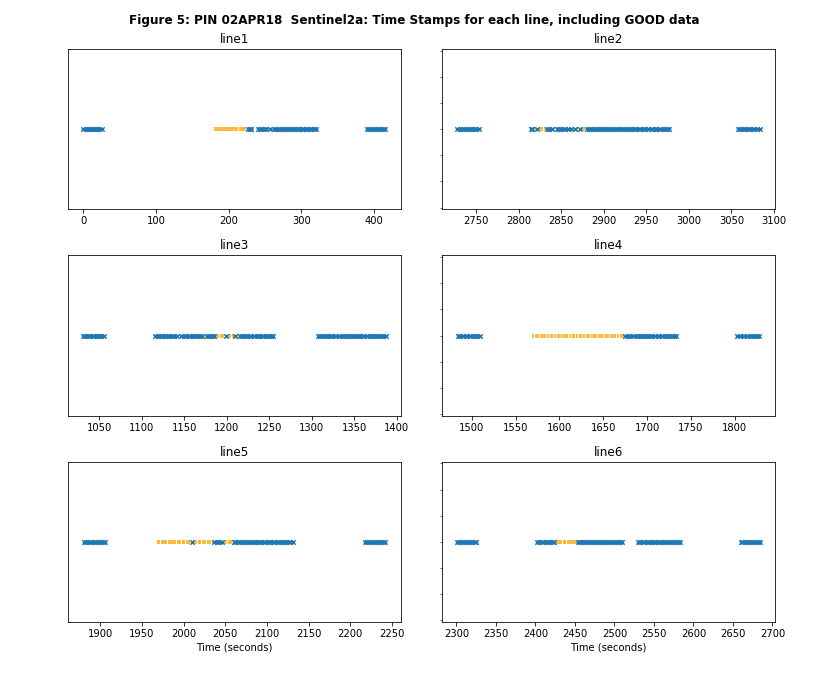 Figure 5: PIN 02APR18  Sentinel2a: Time Stamps for each line, including GOOD data
line1
line2
0 100 200 300 400
2750 2800 2850 2900 2950 3000 3050 3100
line3
line4
1050 1100 1150 1200 1250 1300 1350 1400
1500 1550 1600 1650 1700 1750 1800
line5
line6
1900 1950 2000 2050 2100 2150 2200 2250
2300 2350 2400 2450 2500 2550 2600 2650 2700
Time (seconds)
Time (seconds)